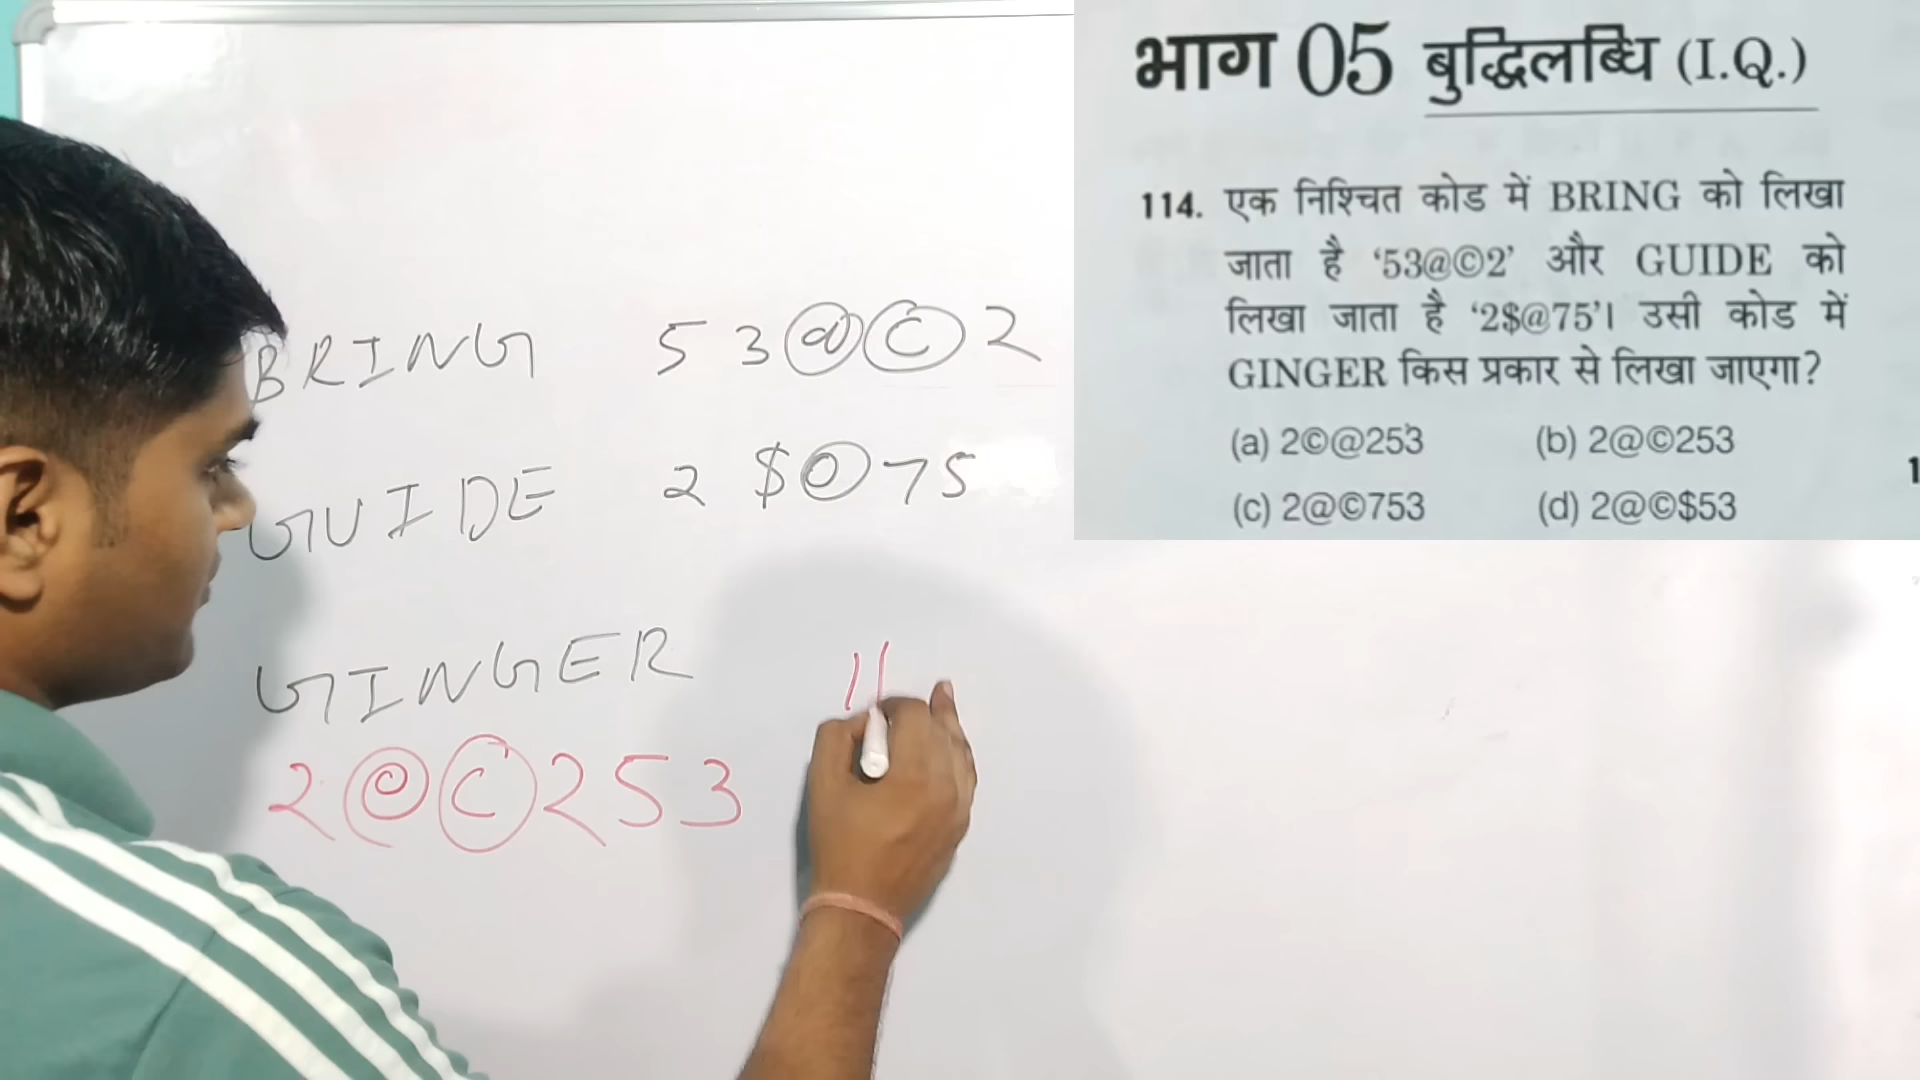 भाग 05 बुद्धिलब्धि (I.Q.)
114. एक निश्चित कोड में BRING को लिखा
जाता है ‘53@©2’ और GUIDE को
लिखा जाता है ‘2$@75’। उसी कोड में
GINGER किस प्रकार से लिखा जाएगा?
(a) 2©@253 (b) 2@©253
(c) 2@©753 (d) 2@©$53
1
BRING 53@©2
GUIDE 2$@75
GINGER
2@©253